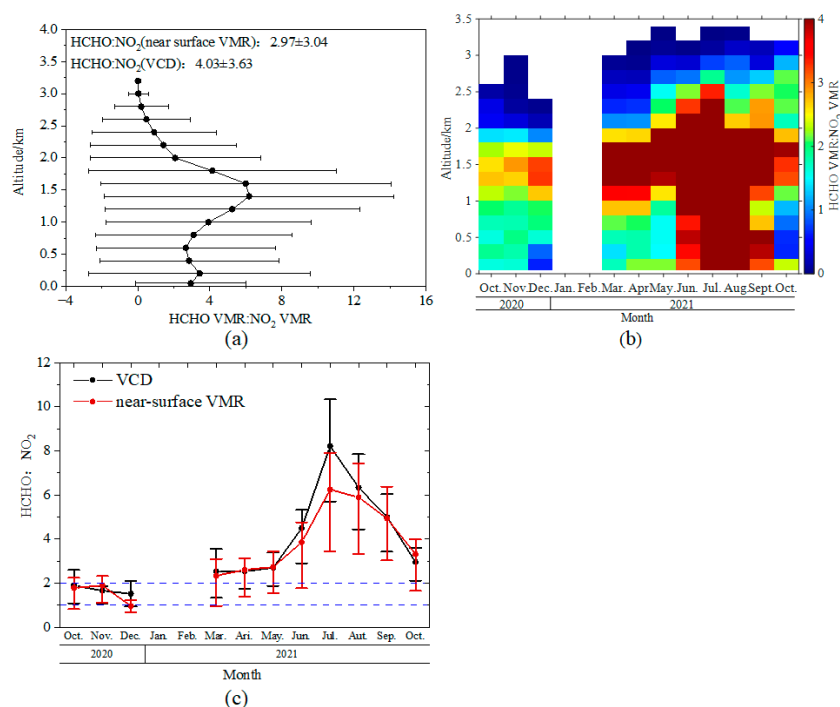 (a)
HCHO:NO₂(near surface VMR)：2.97±3.04
HCHO:NO₂(VCD)：4.03±3.63
Altitude/km
4.0
3.5
3.0
2.5
2.0
1.5
1.0
0.5
0.0
−4 0 4 8 12 16
HCHO VMR:NO₂ VMR
(a)
(b)
Altitude/km
3.5
3
2.5
2
1.5
1
0.5
0
Oct. Nov. Dec. Jan. Feb. Mar. Apr May. Jun. Jul. Aug. Sept. Oct.
2020 2021
Month
4
3
2
1
0
HCHO VMR:NO₂ VMR
(b)
HCHO：NO₂
12
10
8
6
4
2
0
VCD
near-surface VMR
Oct. Nov. Dec. Jan. Feb. Mar. Ari. May. Jun. Jul. Aut. Sep. Oct.
2020 2021
Month
(c)